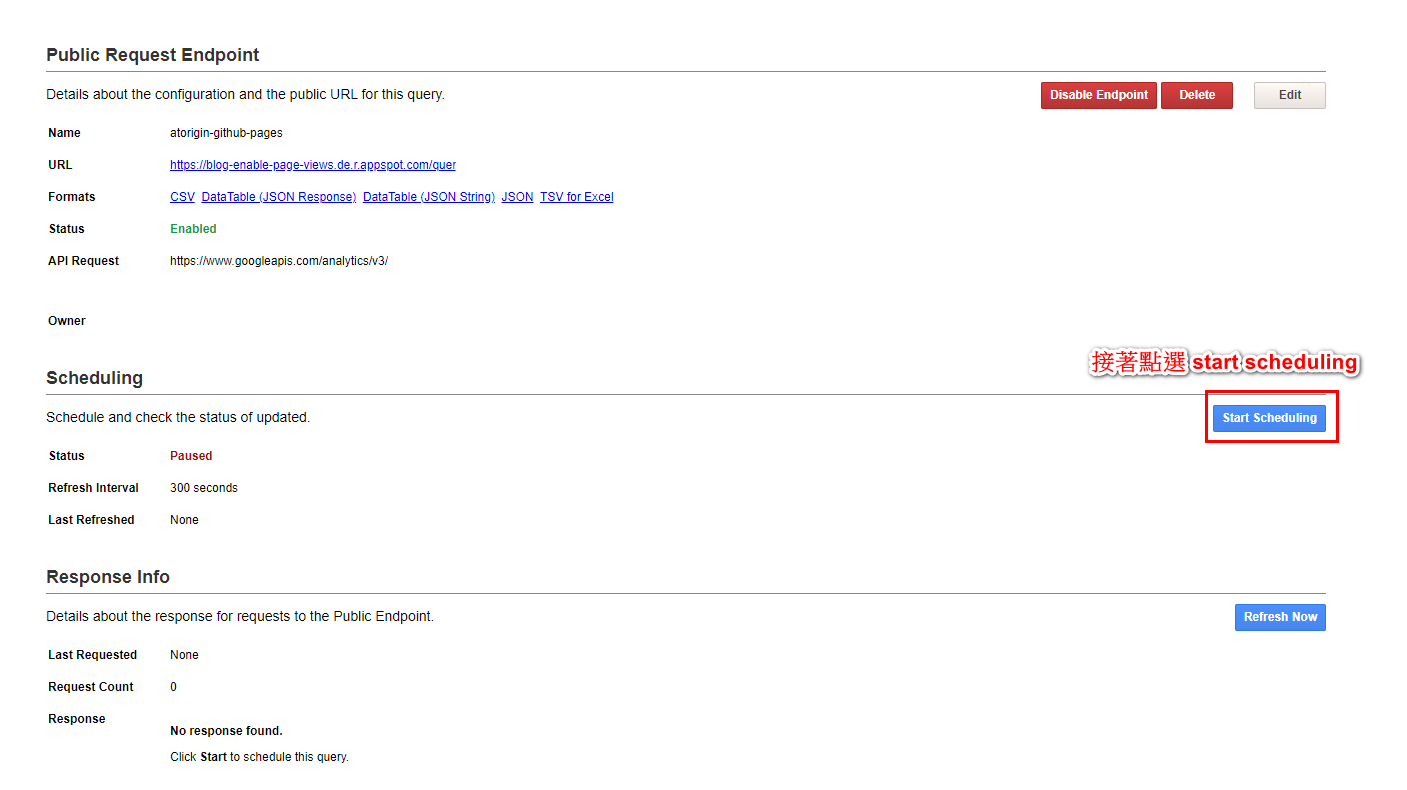 Public Request Endpoint
Details about the configuration and the public URL for this query.
Disable Endpoint Delete Edit
Name atorigin-github-pages
URL https://blog-enable-page-views.de.r.appspot.com/quer
Formats CSV DataTable (JSON Response) DataTable (JSON String) JSON TSV for Excel
Status Enabled
API Request https://www.googleapis.com/analytics/v3/
Owner
接著點選 start scheduling
Scheduling
Schedule and check the status of updated.
Start Scheduling
Status Paused
Refresh Interval 300 seconds
Last Refreshed None
Response Info
Details about the response for requests to the Public Endpoint.
Refresh Now
Last Requested None
Request Count 0
Response
No response found.
Click Start to schedule this query.